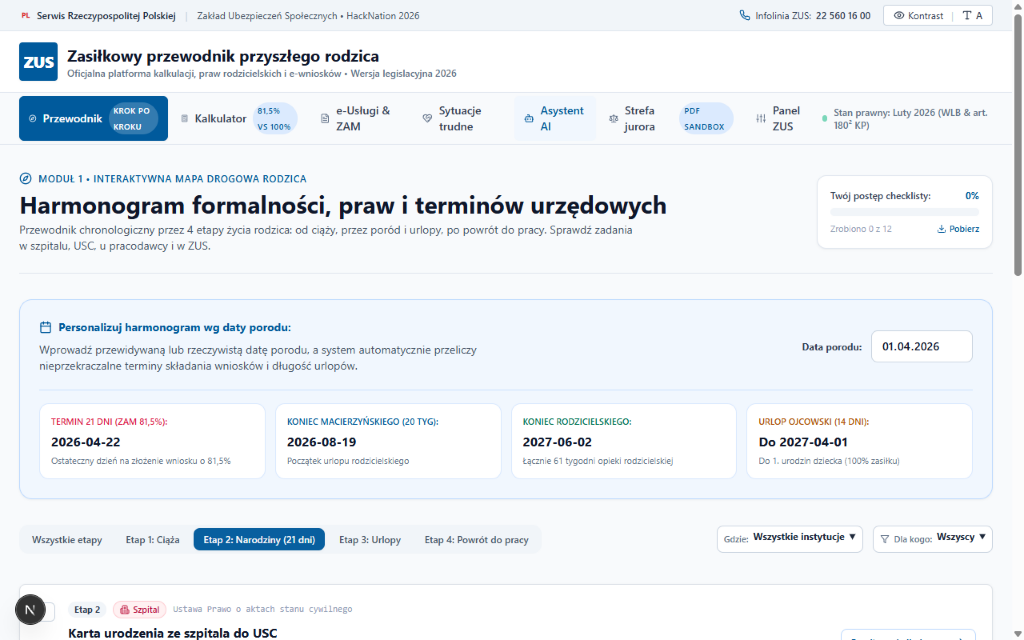 PL Serwis Rzeczypospolitej Polskiej | Zakład Ubezpieczeń Społecznych • HackNation 2026
Infolinia ZUS: 22 560 16 00
Kontrast | T A
ZUS
Zasiłkowy przewodnik przyszłego rodzica
Oficjalna platforma kalkulacji, praw rodzicielskich i e-wniosków • Wersja legislacyjna 2026
Przewodnik
KROK PO KROKU
Kalkulator
81,5% VS 100%
e-Usługi & ZAM
Sytuacje trudne
Asystent AI
Strefa jurora
PDF SANDBOX
Panel ZUS
Stan prawny: Luty 2026 (WLB & art. 180² KP)
MODUŁ 1 • INTERAKTYWNA MAPA DROGOWA RODZICA
Harmonogram formalności, praw i terminów urzędowych
Przewodnik chronologiczny przez 4 etapy życia rodzica: od ciąży, przez poród i urlopy, po powrót do pracy. Sprawdź zadania
w szpitalu, USC, u pracodawcy i w ZUS.
Twój postęp checklisty: 0%
Zrobiono 0 z 12
Pobierz
Personalizuj harmonogram wg daty porodu:
Wprowadź przewidywaną lub rzeczywistą datę porodu, a system automatycznie przeliczy
nieprzekraczalne terminy składania wniosków i długość urlopów.
Data porodu: 01.04.2026
TERMIN 21 DNI (ZAM 81,5%):
2026-04-22
Ostateczny dzień na złożenie wniosku o 81,5%
KONIEC MACIERZYŃSKIEGO (20 TYG):
2026-08-19
Początek urlopu rodzicielskiego
KONIEC RODZICIELSKIEGO:
2027-06-02
Łącznie 61 tygodni opieki rodzicielskiej
URLOP OJCOWSKI (14 DNI):
Do 2027-04-01
Do 1. urodzin dziecka (100% zasiłku)
Wszystkie etapy
Etap 1: Ciąża
Etap 2: Narodziny (21 dni)
Etap 3: Urlopy
Etap 4: Powrót do pracy
Gdzie: Wszystkie instytucje ▼
Dla kogo: Wszyscy ▼
N
Etap 2
Szpital
Ustawa Prawo o aktach stanu cywilnego
Karta urodzenia ze szpitala do USC